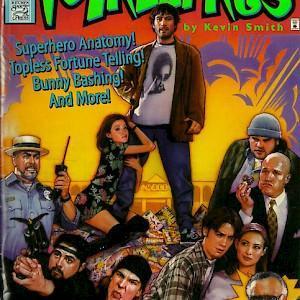 by Kevin Smith
Superhero Anatomy!
Topless Fortune Telling!
Bunny Bashing!
And More!